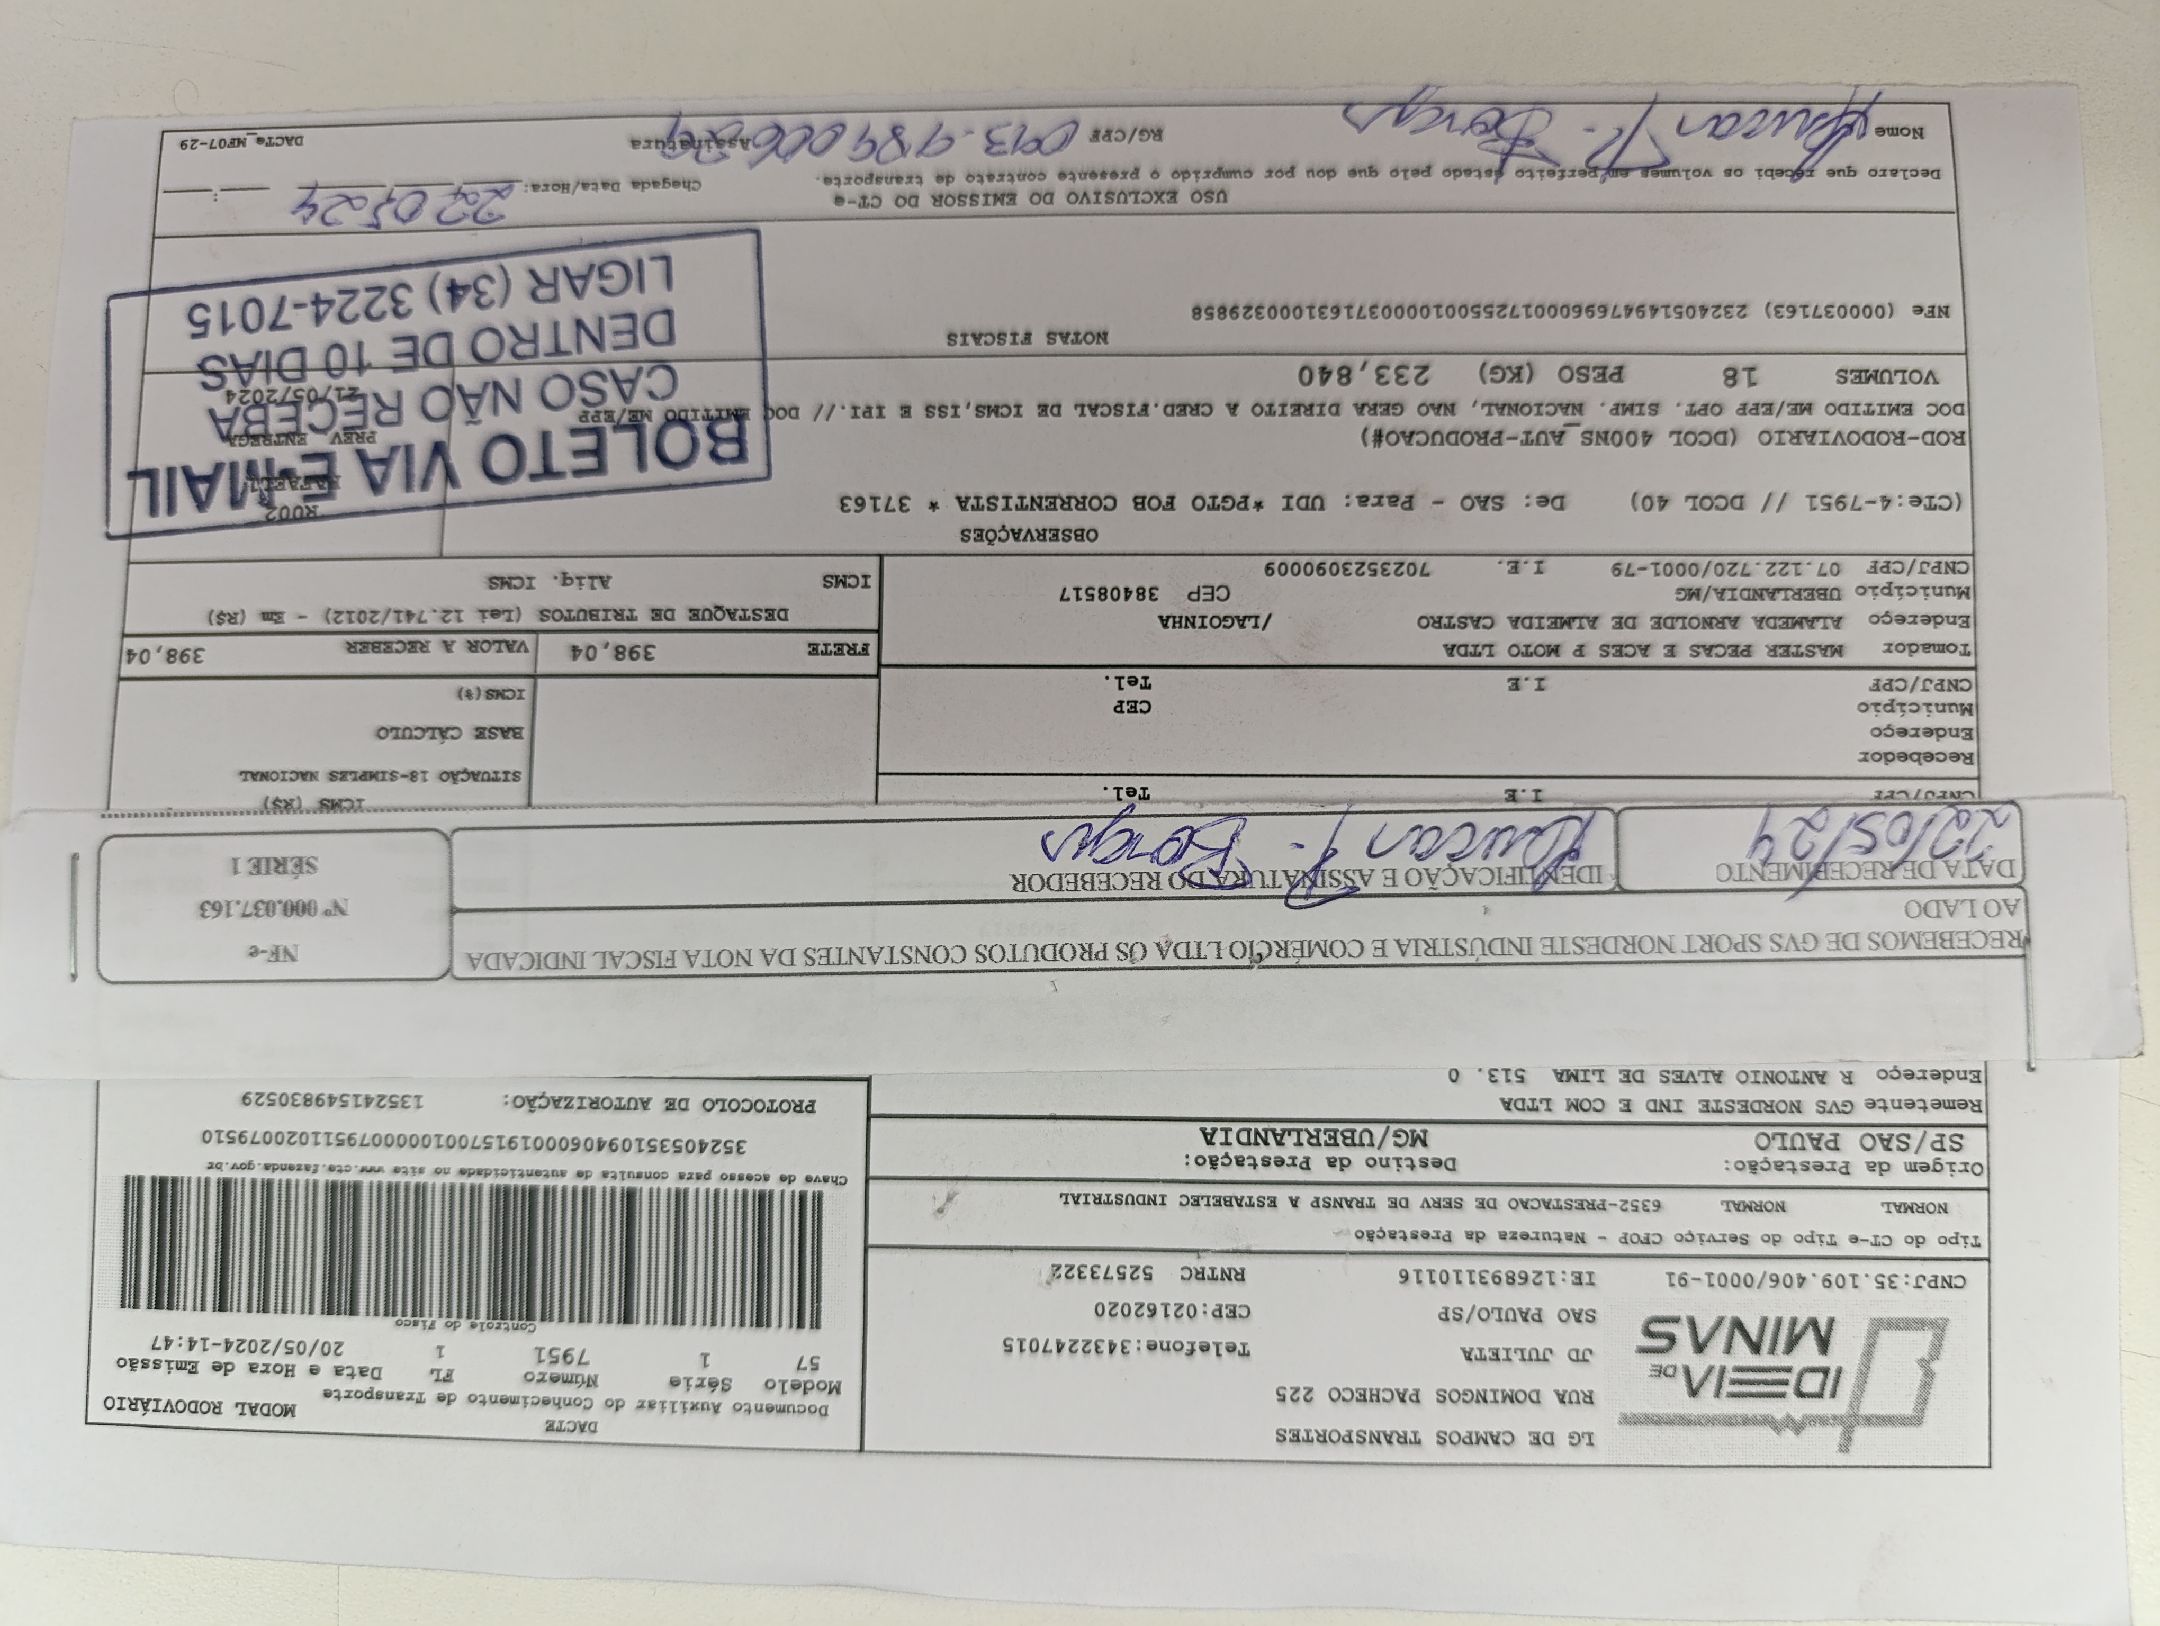 IDEIA DE MINAS
LG DE CAMPOS TRANSPORTES
RUA DOMINGOS PACHECO 225
JD JULIETA Telefone:3432247015
SAO PAULO/SP CEP:02162020
CNPJ:35.109.406/0001-91 IE:126893110116 RNTRC 52573322
Tipo do CT-e Tipo do Serviço CFOP - Natureza da Prestação
NORMAL NORMAL 6352-PRESTACAO DE SERV DE TRANSP A ESTABELEC INDUSTRIAL
Origem da Prestação: Destino da Prestação:
SP/SAO PAULO MG/UBERLANDIA
Remetente GVS NORDESTE IND E COM LTDA
Endereço R ANTONIO ALVES DE LIMA 513. 0
DACTE
Documento Auxiliar do Conhecimento de Transporte MODAL RODOVIÁRIO
Modelo Série Número FL Data e Hora de Emissão
57 1 7951 1 20/05/2024-14:47
Controle do Fisco
Chave de acesso para consulta de autenticidade no site www.cte.fazenda.gov.br
35240535109406000191570010000079511020079510
PROTOCOLO DE AUTORIZAÇÃO: 135241549830529
RECEBEMOS DE GVS SPORT NORDESTE INDÚSTRIA E COMÉRCIO LTDA OS PRODUTOS CONSTANTES DA NOTA FISCAL INDICADA
AO LADO
DATA DE RECEBIMENTO IDENTIFICAÇÃO E ASSINATURA DO RECEBEDOR
22/05/24 P. Borges
NF-e
Nº 000.037.163
SÉRIE 1
CNPJ/CPF I.E Tel.
Recebedor
Endereço
Município CEP
CNPJ/CPF I.E Tel.
Tomador MASTER PECAS E ACES P MOTO LTDA
Endereço ALAMEDA ARNOLDE DE ALMEIDA CASTRO /LAGOINHA
Município UBERLANDIA/MG CEP 38408517
CNPJ/CPF 07.122.720/0001-79 I.E. 7023523090009
ICMS (R$)
SITUAÇÃO 18-SIMPLES NACIONAL
BASE CÁLCULO
ICMS(%)
FRETE 398,04 VALOR A RECEBER 398,04
DESTAQUE DE TRIBUTOS (Lei 12.741/2012) - Em (R$)
ICMS Aliq. ICMS
OBSERVAÇÕES
(CTe:4-7951 // DCOL 40) De: SAO - Para: UDI *PGTO FOB CORRENTISTA * 37163
ROD-RODOVIARIO (DCOL 400NS_AUT-PRODUCAO#)
DOC EMITIDO ME/EPP OPT. SIMP. NACIONAL, NAO GERA DIREITO A CRED.FISCAL DE ICMS,ISS E IPI.// DOC EMITIDO ME/EPP
R002
PREV ENTREGA
21/05/2024
BOLETO VIA E-MAIL
CASO NÃO RECEBA
DENTRO DE 10 DIAS
LIGAR (34) 3224-7015
VOLUMES 18 PESO (KG) 233,840
NOTAS FISCAIS
NFe (000037163) 23240514947696000172550010000371631000329858
USO EXCLUSIVO DO EMISSOR DO CT-e
Declaro que recebi os volumes em perfeito estado pelo que dou por cumprido o presente contrato de transporte. Chegada Data/Hora: 22 05 24 :
Nome P. Borges RG/CPF Assinatura DACTe_MF07-29